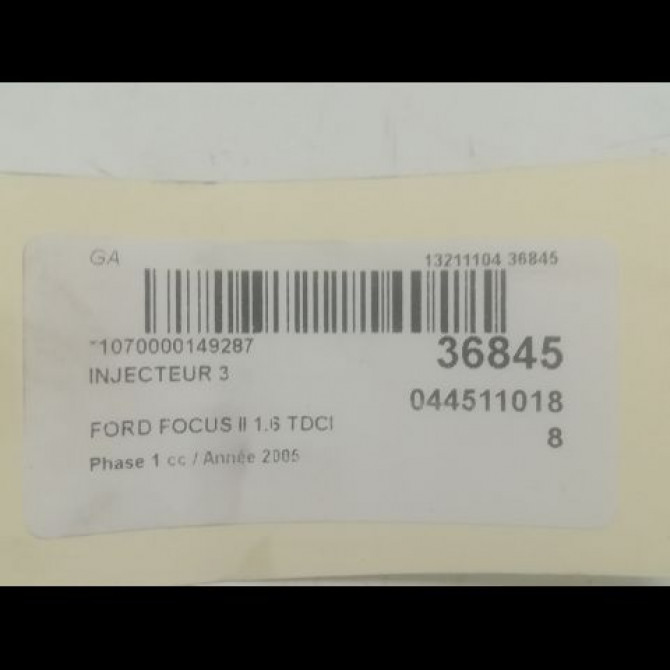 GA 13211104 36845
*1070000149287 36845
INJECTEUR 3
044511018
FORD FOCUS II 1.6 TDCI
8
Phase 1 cc / Année 2005